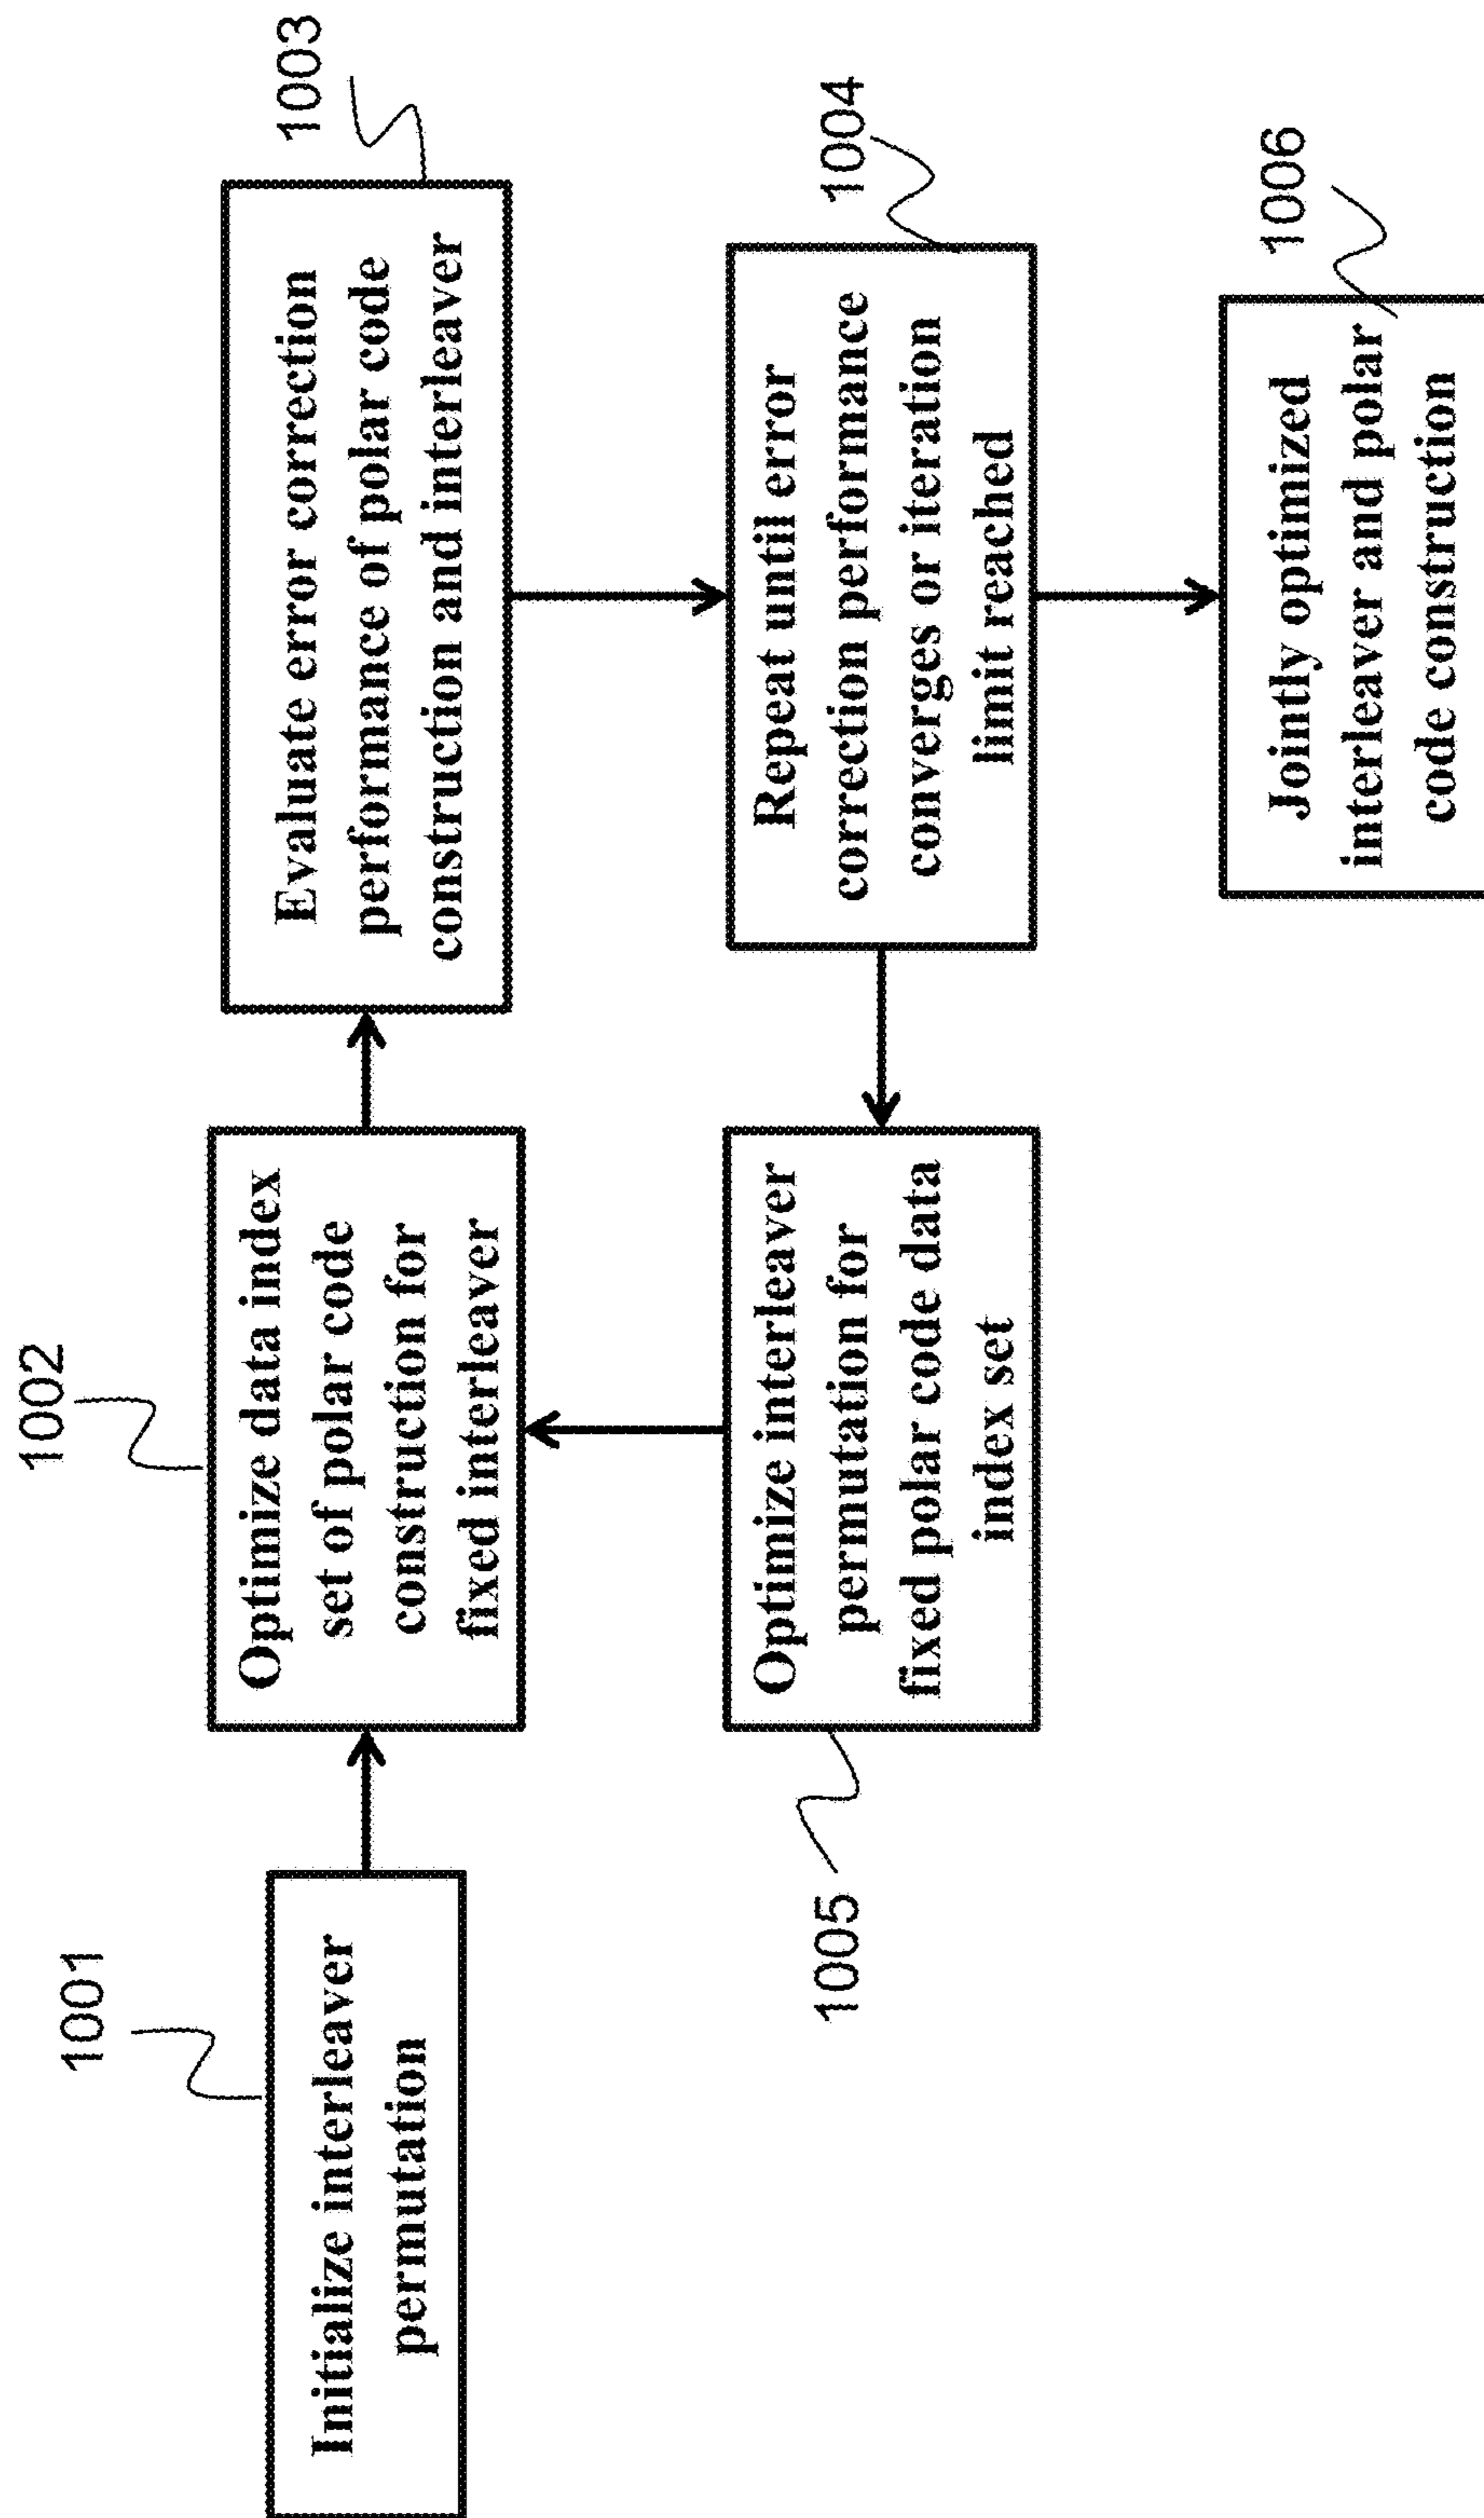 1001
Initialize interleaver
permutation
1002
Optimize data index
set of polar code
construction for
fixed interleaver
1003
Evaluate error correction
performance of polar code
construction and interleaver
1004
Repeat until error
correction performance
converges or iteration
limit reached
1005
Optimize interleaver
permutation for
fixed polar code data
index set
1006
Jointly optimized
interleaver and polar
code construction